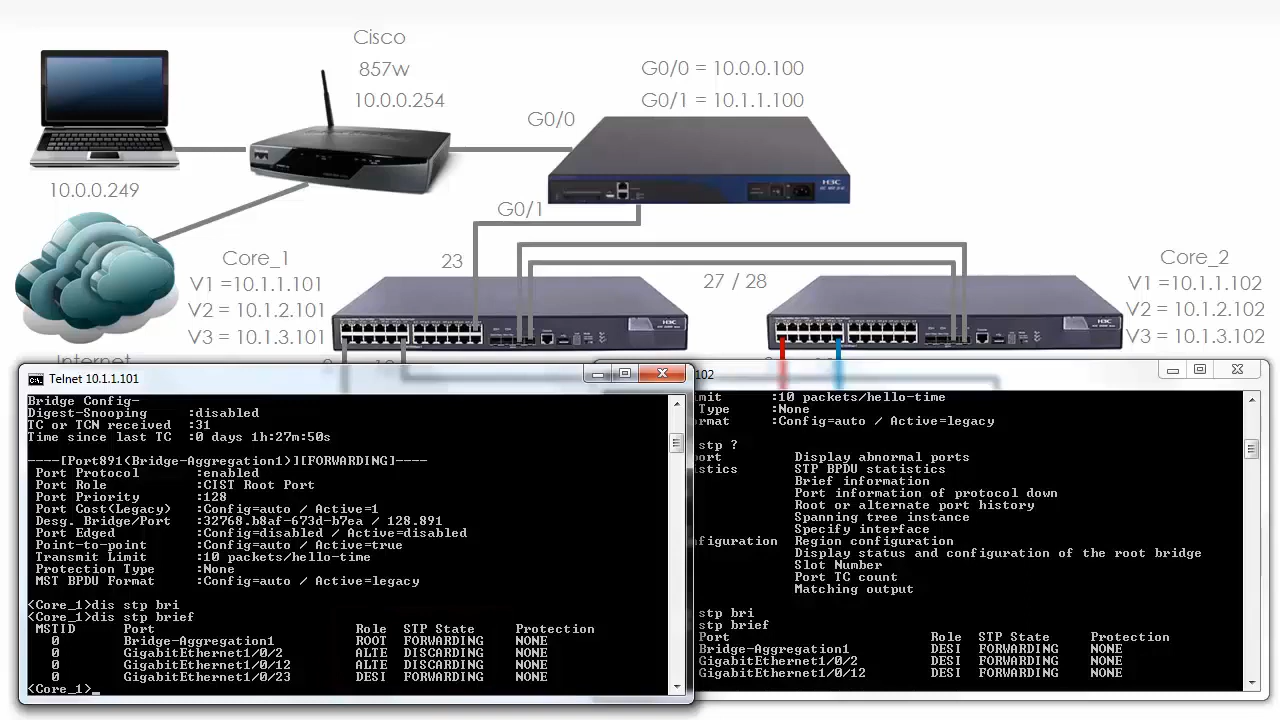 Cisco
857w
10.0.0.254
G0/0 = 10.0.0.100
G0/1 = 10.1.1.100
G0/0
H3C
10.0.0.249
G0/1
Core_1
V1 =10.1.1.101
V2 = 10.1.2.101
V3 = 10.1.3.101
23
27 / 28
Core_2
V1 = 10.1.1.102
V2 = 10.1.2.102
V3 = 10.1.3.102
H3C
H3C
Internet
Telnet 10.1.1.101
Bridge Config-
Digest-Snooping :disabled
TC or TCN received :31
Time since last TC :0 days 1h:27m:50s
----[Port891(Bridge-Aggregation1)][FORWARDING]----
Port Protocol :enabled
Port Role :CIST Root Port
Port Priority :128
Port Cost(Legacy) :Config=auto / Active=1
Desg. Bridge/Port :32768.b8af-673d-b7ea / 128.891
Port Edged :Config=disabled / Active=disabled
Point-to-point :Config=auto / Active=true
Transmit Limit :10 packets/hello-time
Protection Type :None
MST BPDU Format :Config=auto / Active=legacy
<Core_1>dis stp bri
<Core_1>dis stp brief
MSTID Port Role STP State Protection
0 Bridge-Aggregation1 ROOT FORWARDING NONE
0 GigabitEthernet1/0/2 ALTE DISCARDING NONE
0 GigabitEthernet1/0/12 ALTE DISCARDING NONE
0 GigabitEthernet1/0/23 DESI FORWARDING NONE
<Core_1>_
102
imit :10 packets/hello-time
Type :None
ormat :Config=auto / Active=legacy
stp ?
ort Display abnormal ports
istics STP BPDU statistics
Brief information
Port information of protocol down
Root or alternate port history
Spanning tree instance
Specify interface
figuration Region configuration
Display status and configuration of the root bridge
Slot Number
Port TC count
Matching output
stp bri
stp brief
Port Role STP State Protection
Bridge-Aggregation1 DESI FORWARDING NONE
GigabitEthernet1/0/2 DESI FORWARDING NONE
GigabitEthernet1/0/12 DESI FORWARDING NONE